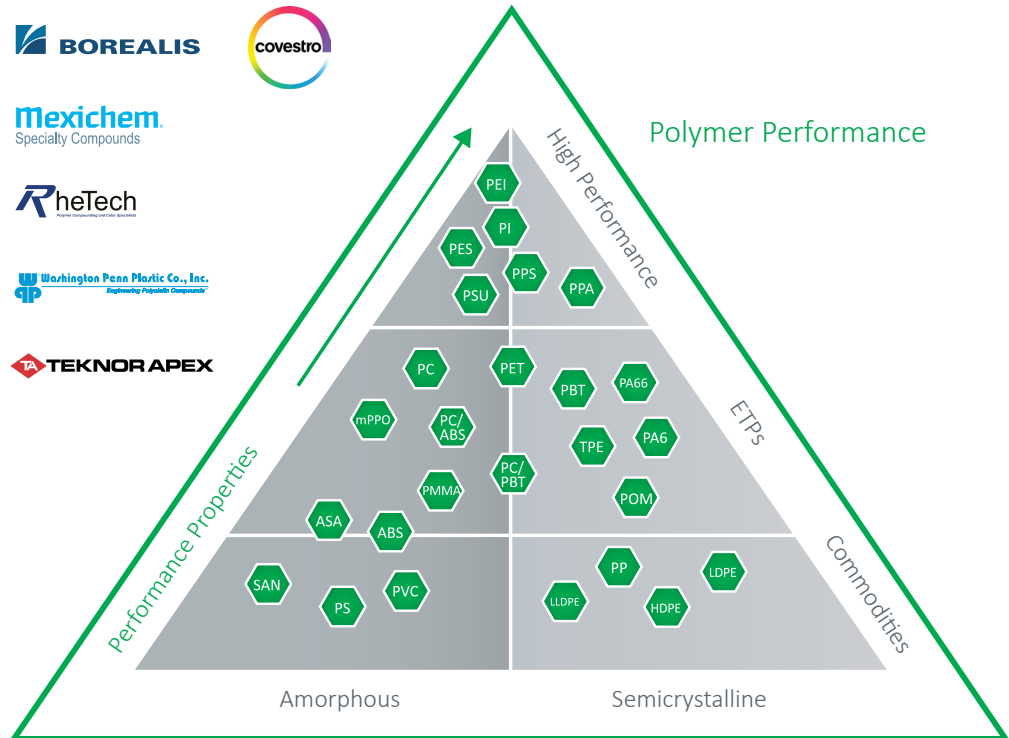 BOREALIS
covestro
mexichem.
Specialty Compounds
RheTech
Polymer Compounding and Color Specialists
Washington Penn Plastic Co., Inc.
Engineering Polyolefin Compounds
TA TEKNOR APEX
Polymer Performance
High Performance
ETPs
Commodities
Performance Properties
PEI
PI
PES
PPS
PSU
PPA
PC
PET
PBT
PA66
mPPO
PC/
ABS
TPE
PA6
PC/
PBT
PMMA
POM
ASA
ABS
SAN
PS
PVC
PP
LDPE
LLDPE
HDPE
Amorphous
Semicrystalline